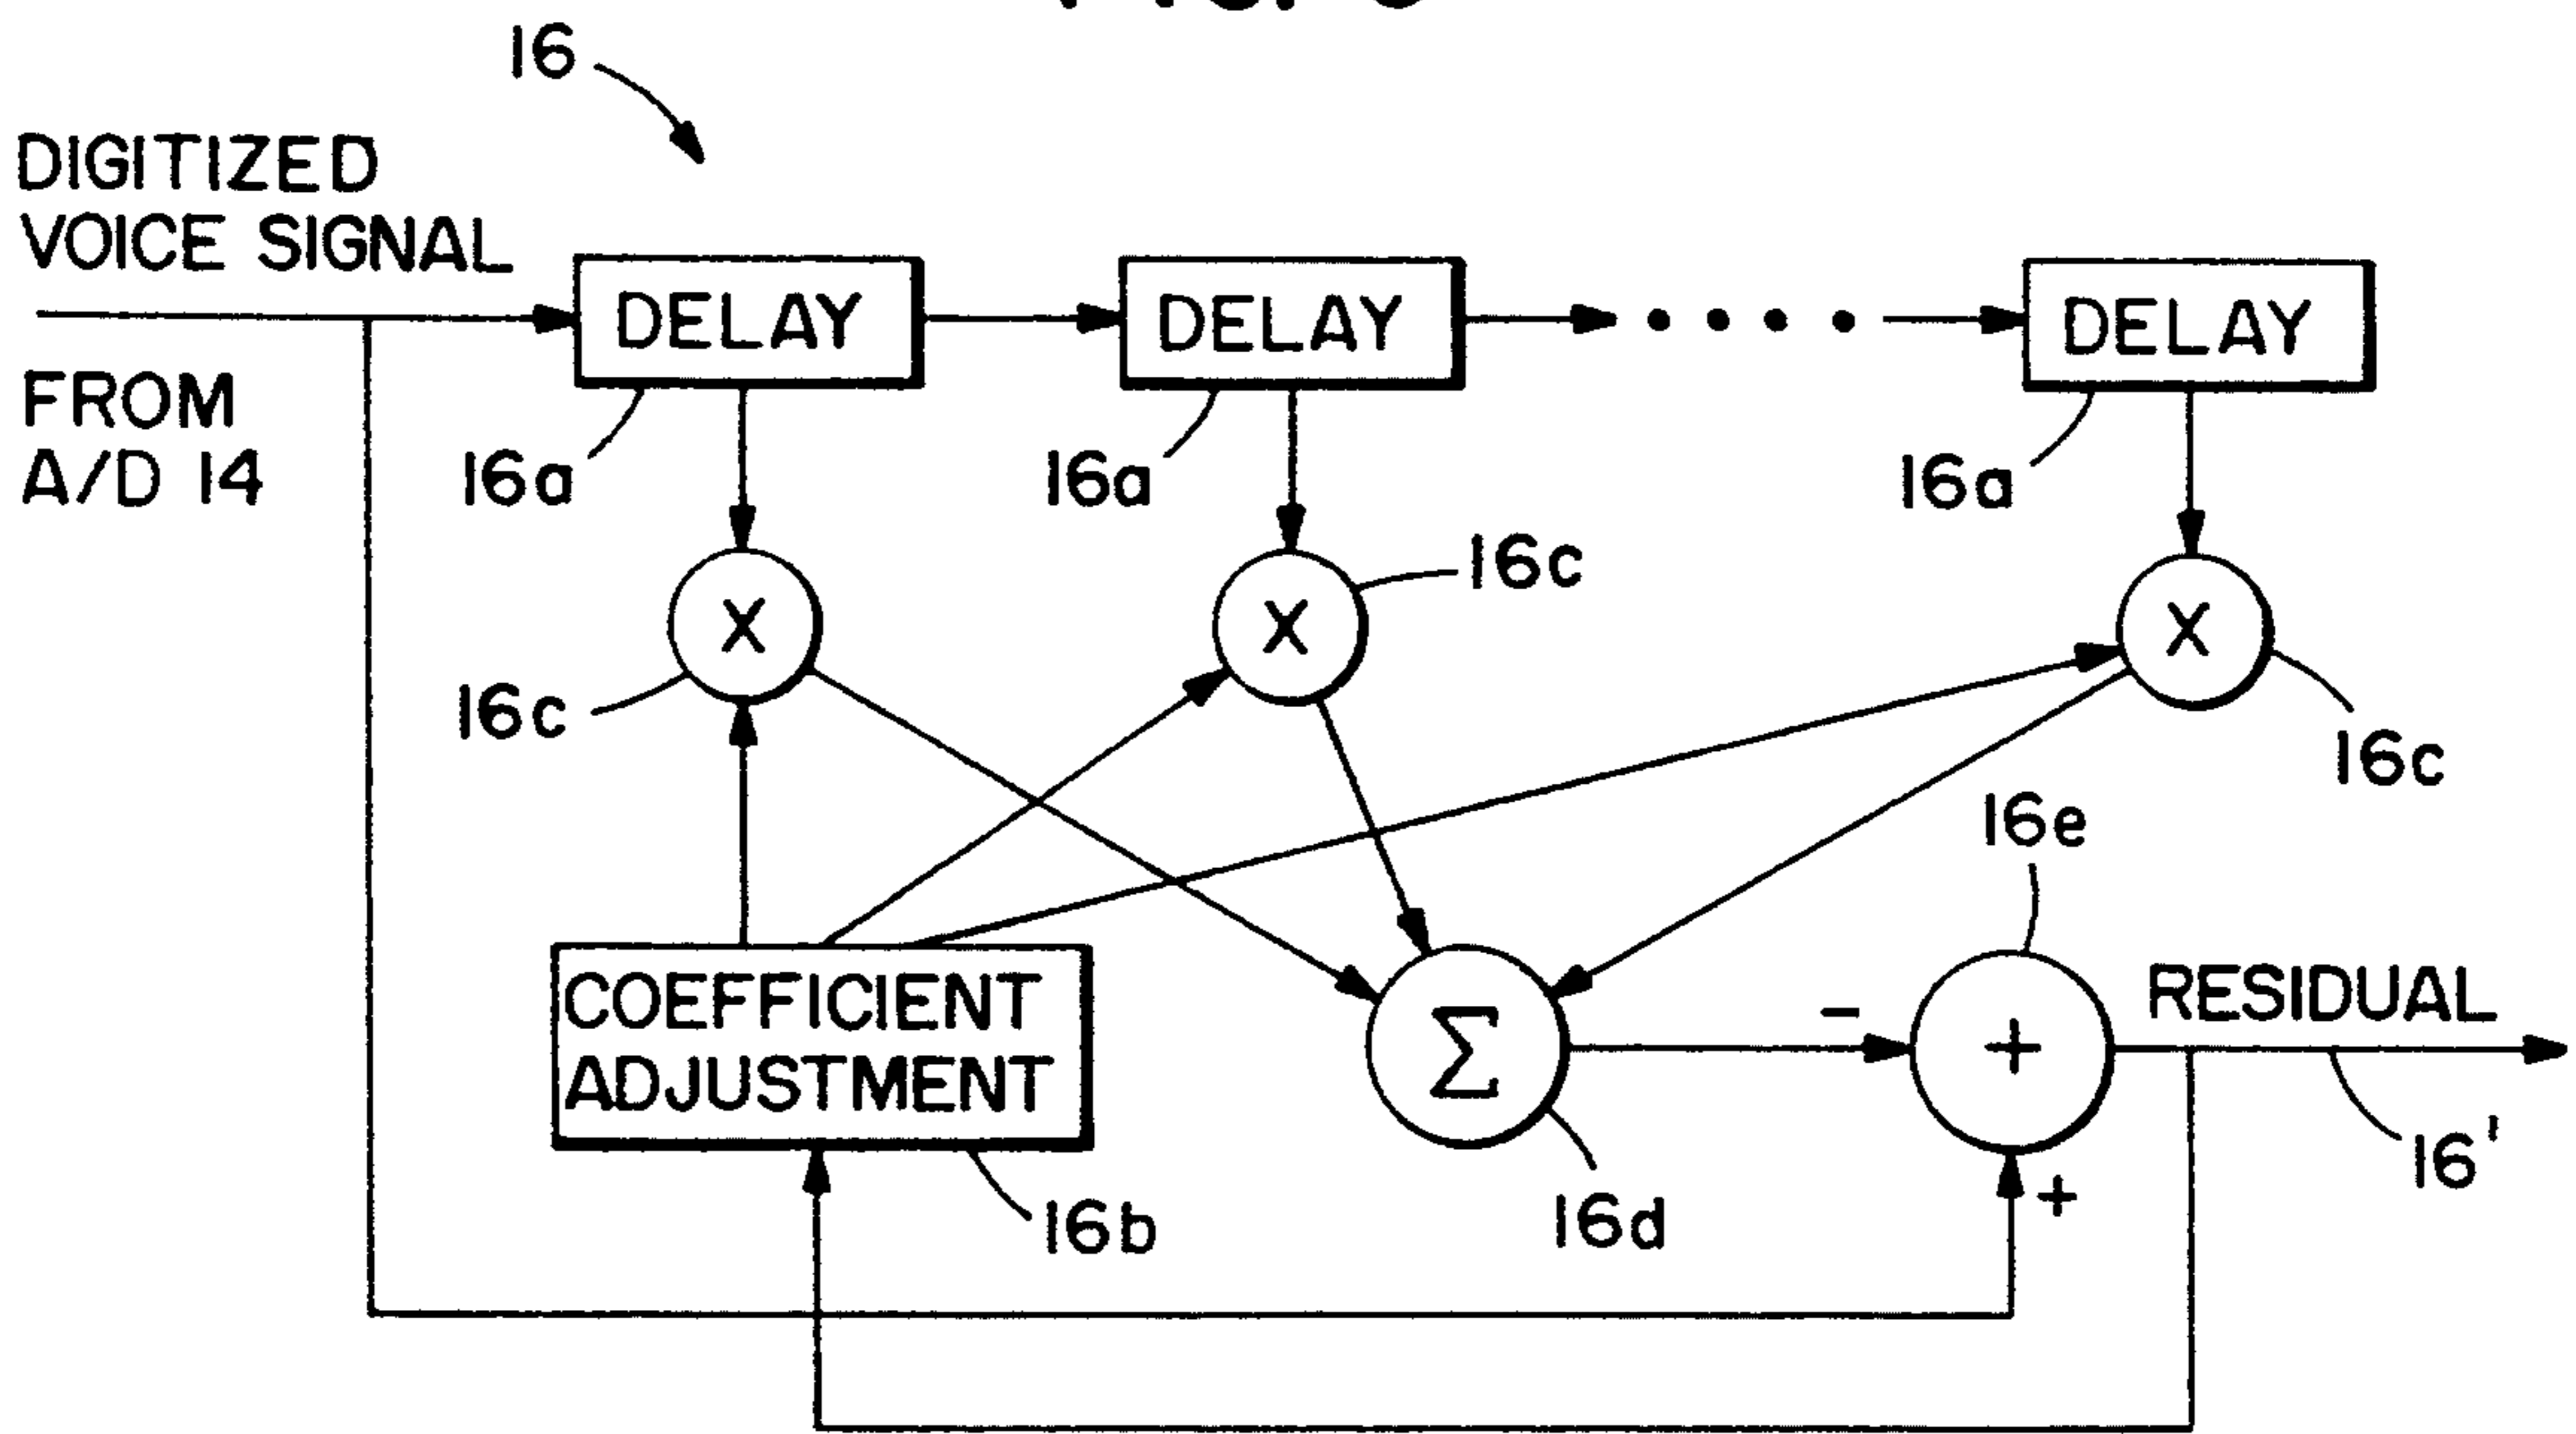 16
DIGITIZED
VOICE SIGNAL
FROM
A/D 14
DELAY
DELAY
DELAY
16a
16a
16a
X
X
X
16c
16c
16c
16e
COEFFICIENT
ADJUSTMENT
Σ
-
+
RESIDUAL
16'
+
16b
16d